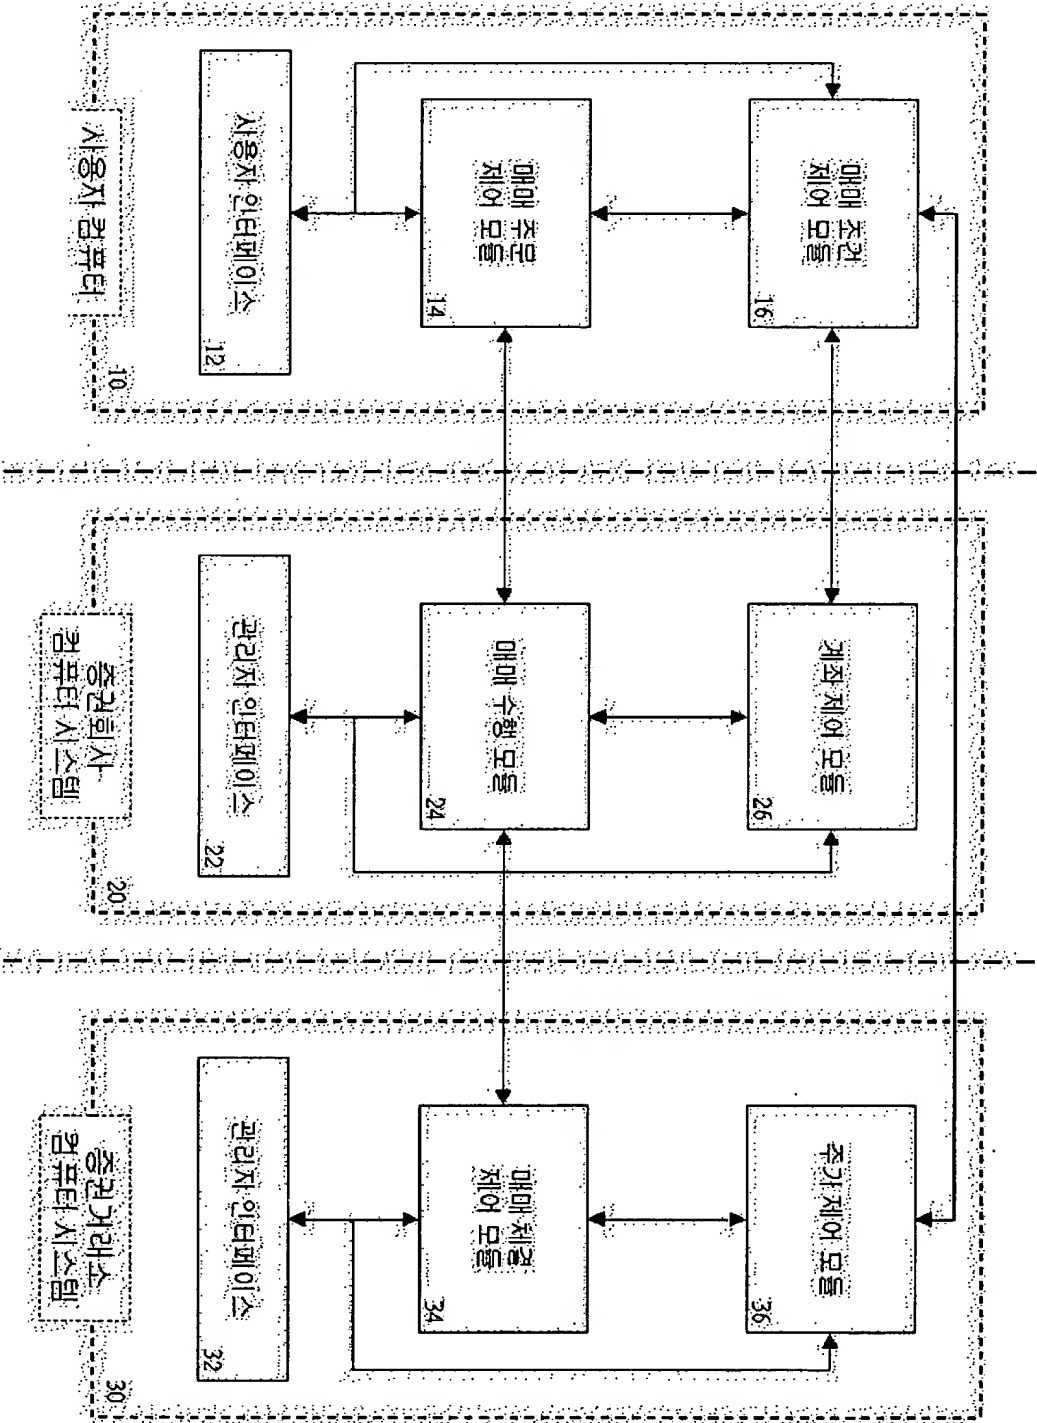 매매 조건
제어 모듈
16
매매 주문
제어 모듈
14
사용자 인터페이스
12
사용자 컴퓨터
10
계좌 제어 모듈
26
매매 수행 모듈
24
관리자 인터페이스
22
증권회사
컴퓨터 시스템
20
주가 제어 모듈
36
매매 체결
제어 모듈
34
관리자 인터페이스
32
증권거래소
컴퓨터 시스템
30